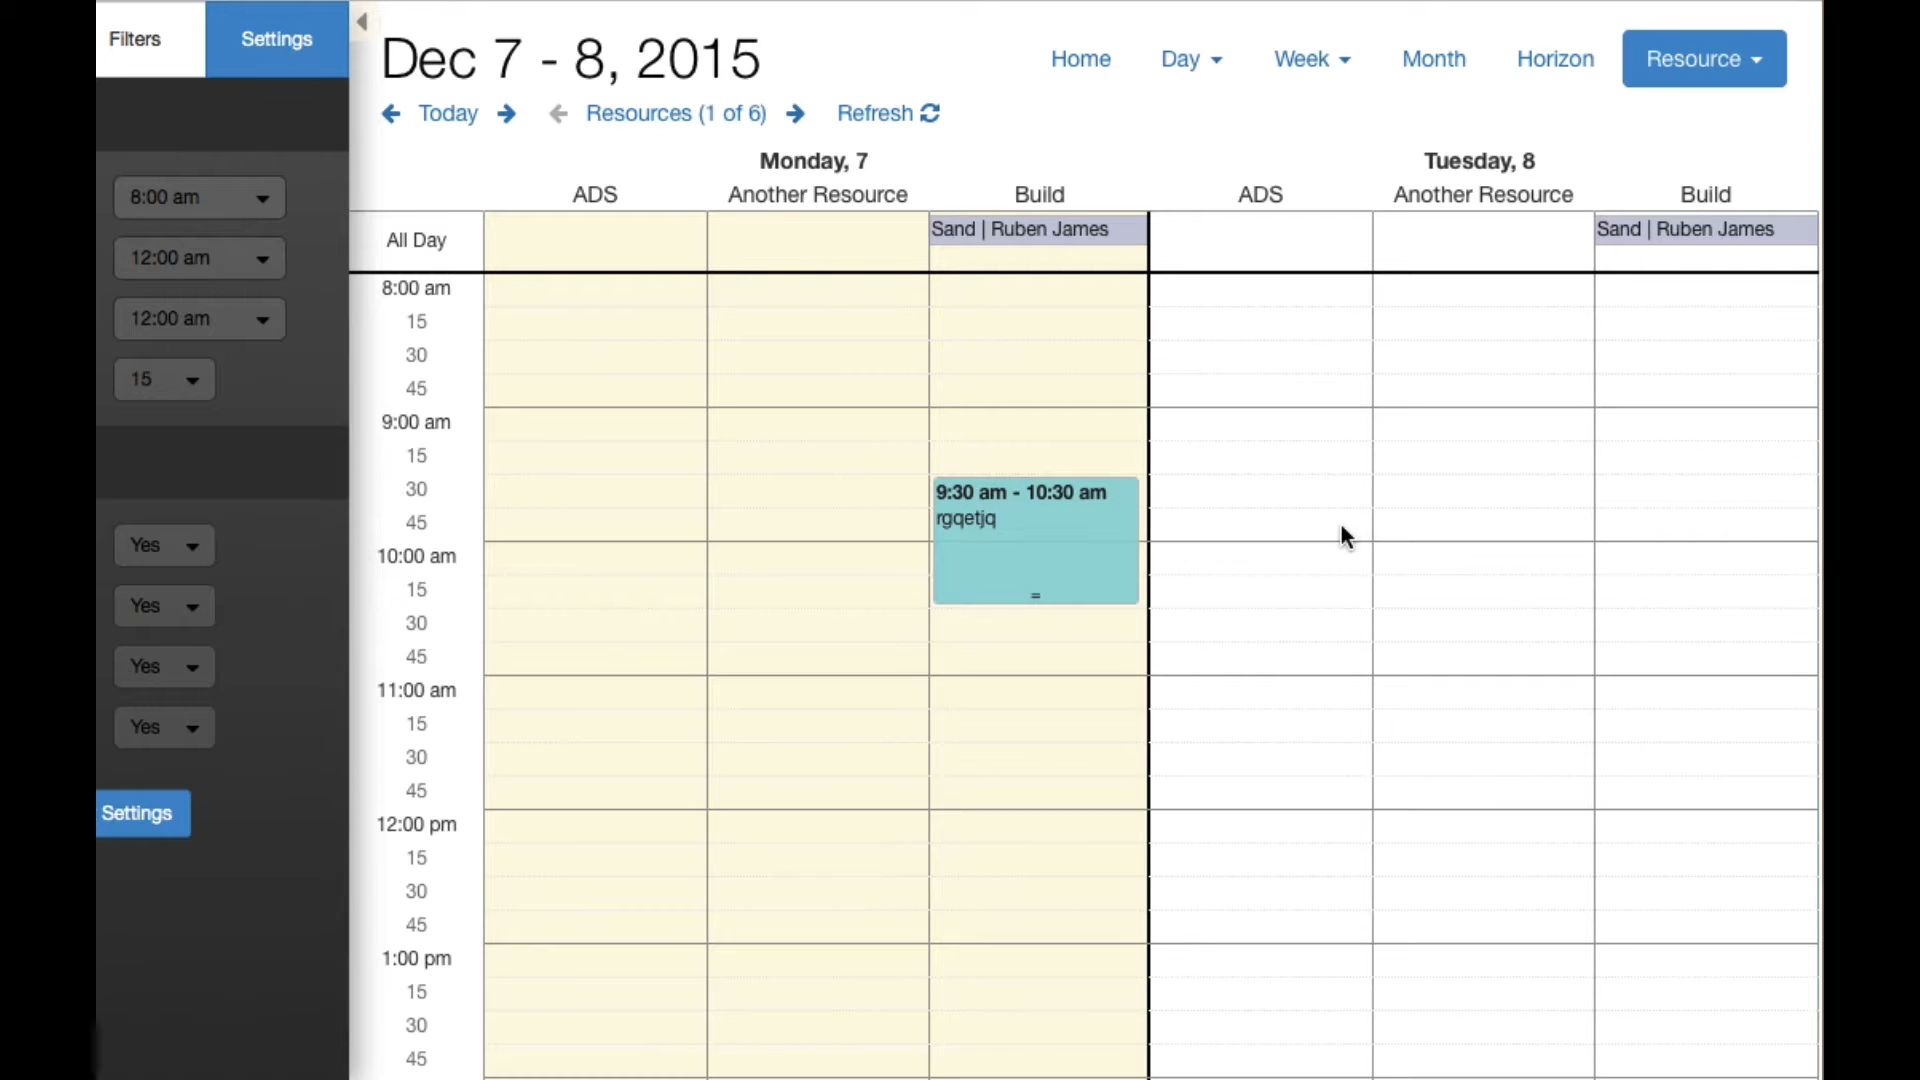 Filters
Settings
8:00 am
12:00 am
12:00 am
15
Yes
Yes
Yes
Yes
Settings
Dec 7 - 8, 2015
Home Day Week Month Horizon Resource
Today Resources (1 of 6) Refresh
Monday, 7 Tuesday, 8
ADS Another Resource Build ADS Another Resource Build
All Day Sand | Ruben James Sand | Ruben James
8:00 am
15
30
45
9:00 am
15
30
45
9:30 am - 10:30 am
rgqetjq
=
10:00 am
15
30
45
11:00 am
15
30
45
12:00 pm
15
30
45
1:00 pm
15
30
45